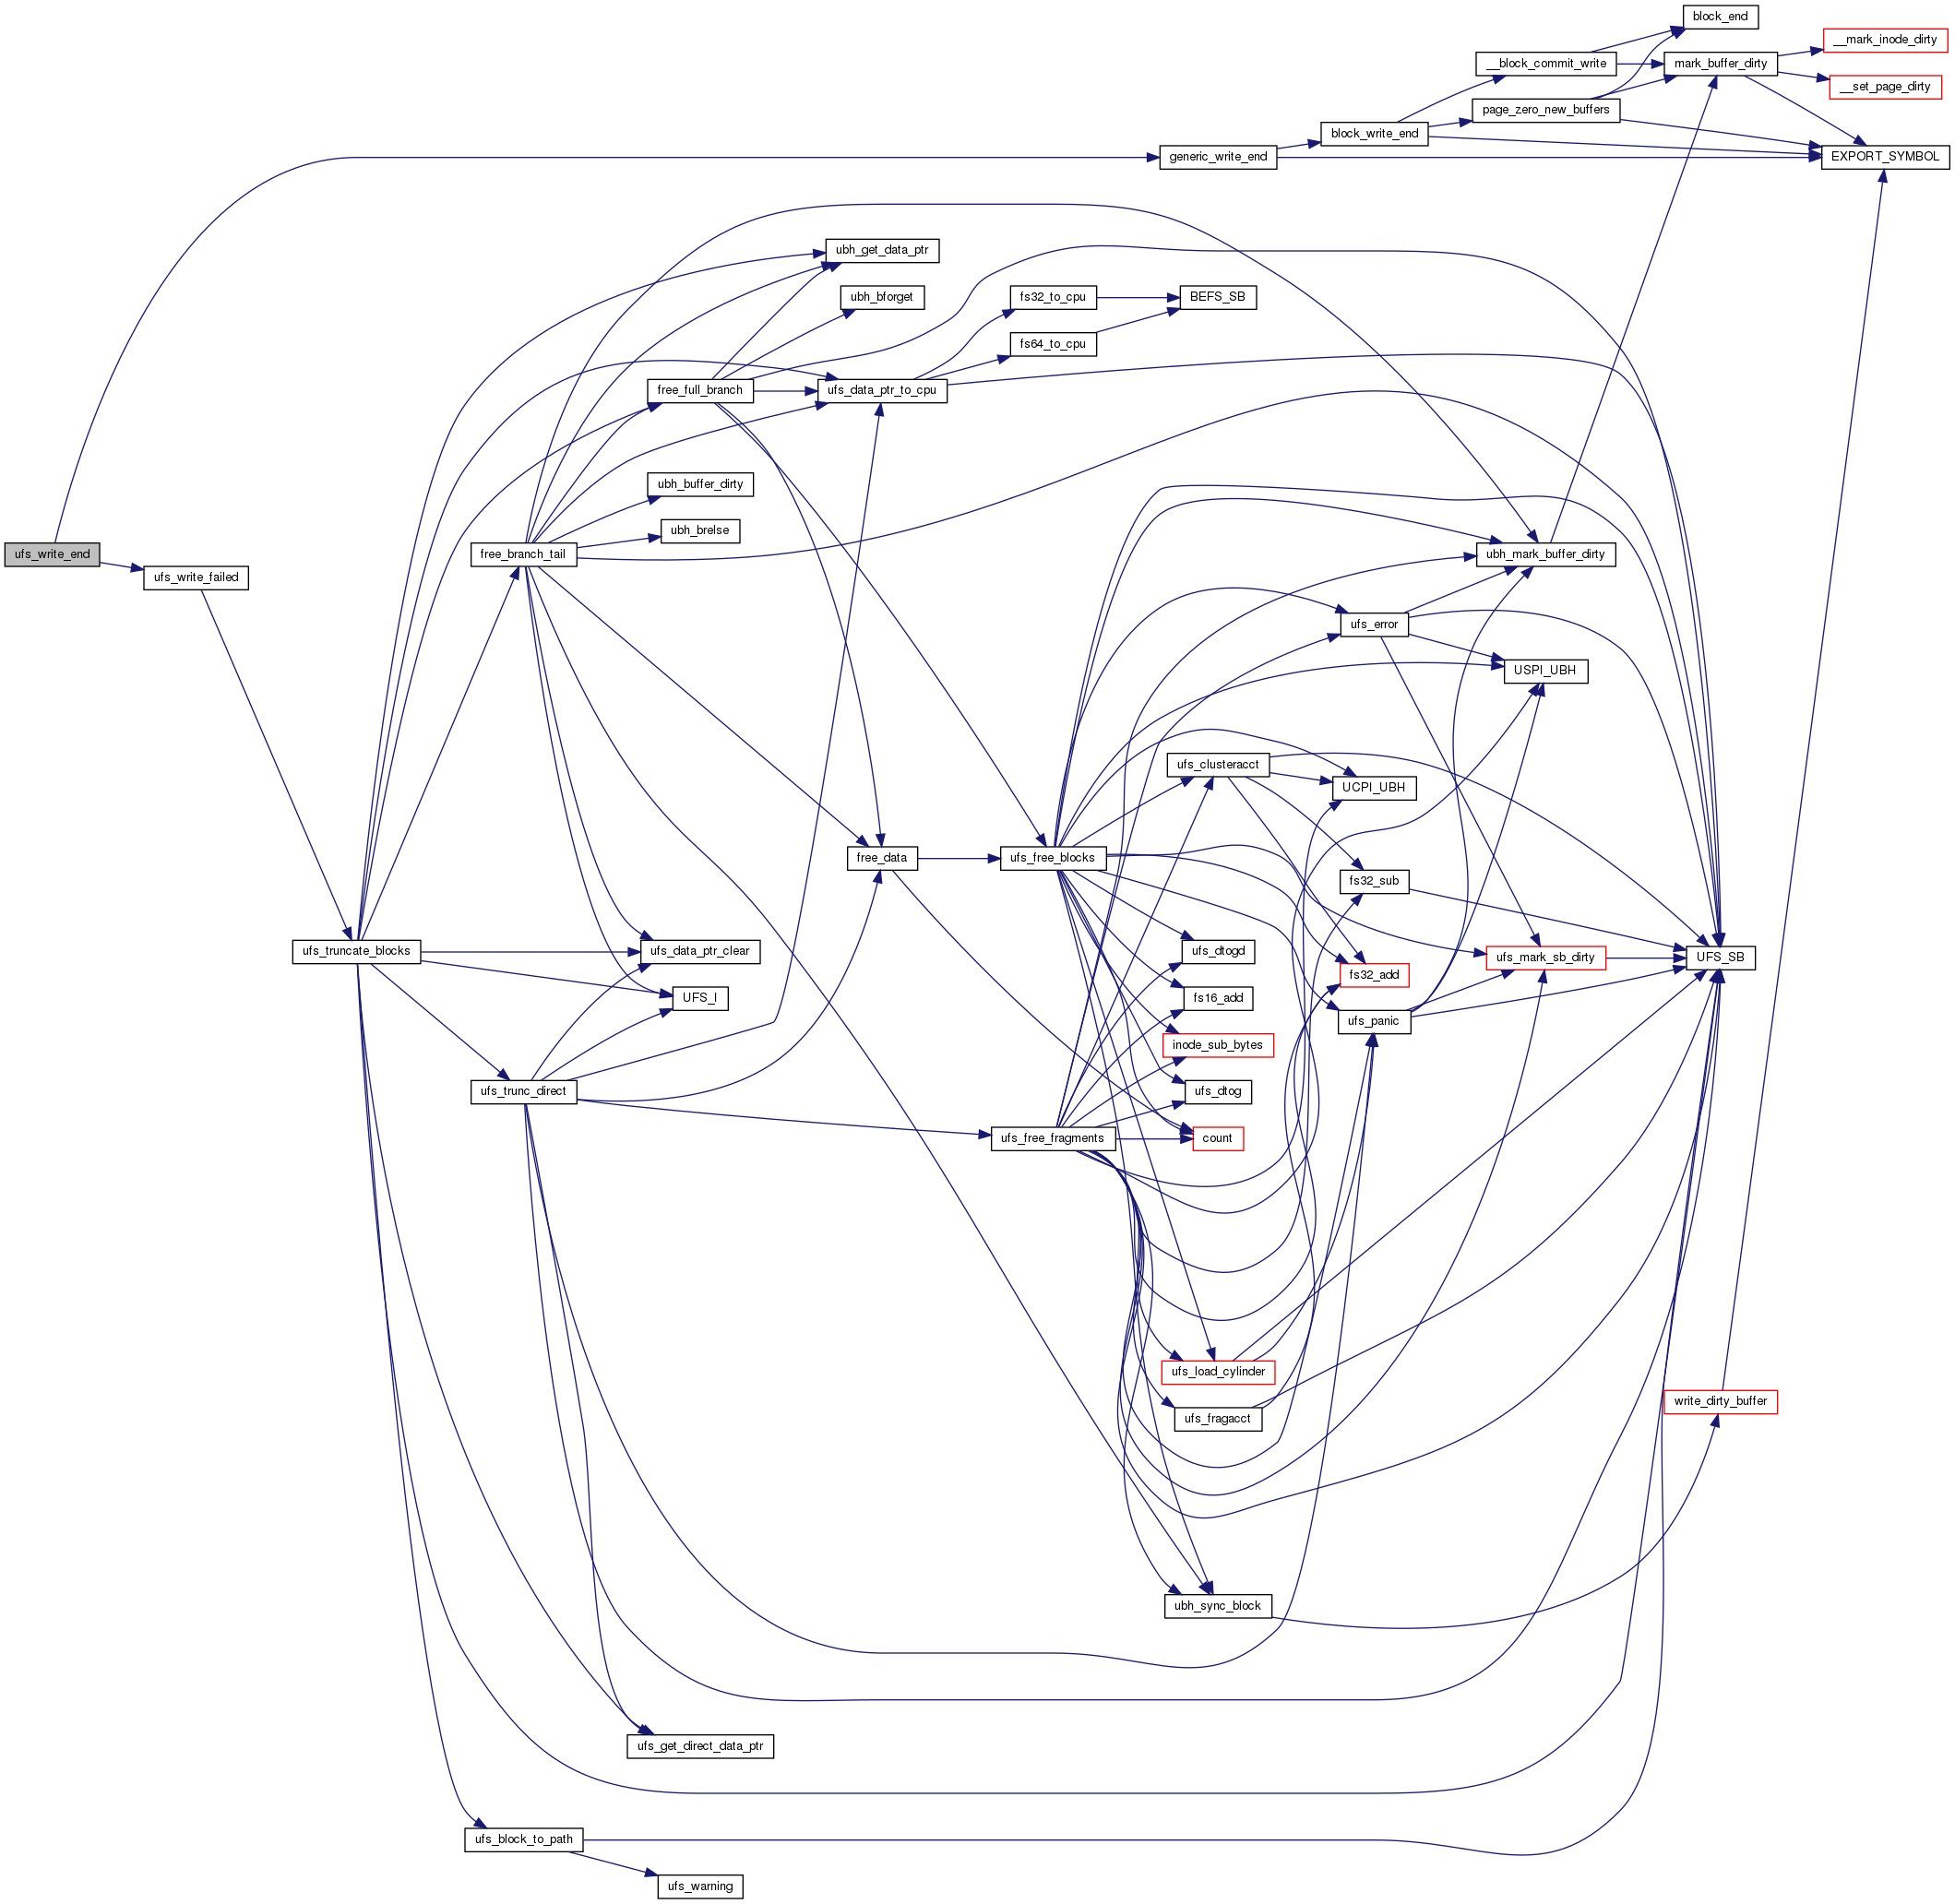 block_end
__mark_inode_dirty
__block_commit_write
mark_buffer_dirty
__set_page_dirty
page_zero_new_buffers
block_write_end
generic_write_end
EXPORT_SYMBOL
ubh_get_data_ptr
ubh_bforget
fs32_to_cpu
BEFS_SB
fs64_to_cpu
free_full_branch
ufs_data_ptr_to_cpu
ubh_buffer_dirty
ubh_brelse
ufs_write_end
free_branch_tail
ubh_mark_buffer_dirty
ufs_write_failed
ufs_error
USPI_UBH
ufs_clusteracct
UCPI_UBH
free_data
ufs_free_blocks
fs32_sub
ufs_truncate_blocks
ufs_data_ptr_clear
ufs_dtogd
ufs_mark_sb_dirty
UFS_SB
fs32_add
UFS_I
fs16_add
ufs_panic
inode_sub_bytes
ufs_trunc_direct
ufs_dtog
ufs_free_fragments
count
ufs_load_cylinder
write_dirty_buffer
ufs_fragacct
ubh_sync_block
ufs_get_direct_data_ptr
ufs_block_to_path
ufs_warning